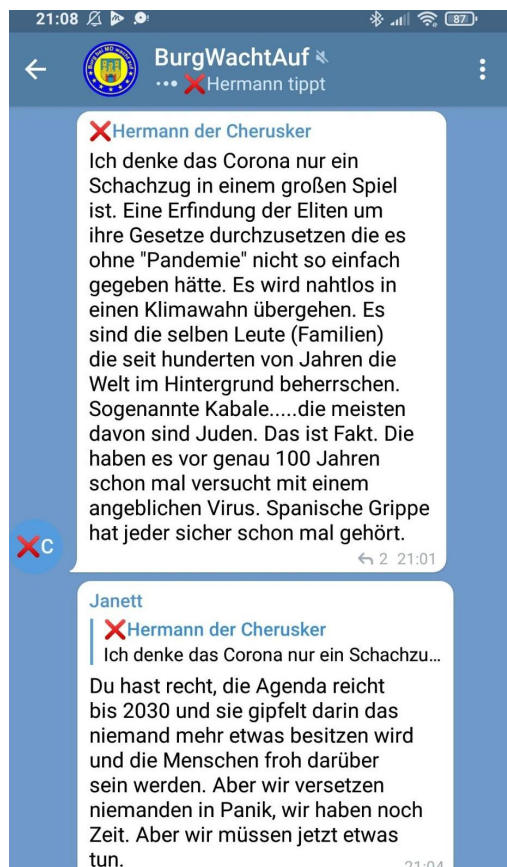 21:08 87
BurgWachtAuf
••• ❌Hermann tippt
❌Hermann der Cherusker
Ich denke das Corona nur ein
Schachzug in einem großen Spiel
ist. Eine Erfindung der Eliten um
ihre Gesetze durchzusetzen die es
ohne "Pandemie" nicht so einfach
gegeben hätte. Es wird nahtlos in
einen Klimawahn übergehen. Es
sind die selben Leute (Familien)
die seit hunderten von Jahren die
Welt im Hintergrund beherrschen.
Sogenannte Kabale.....die meisten
davon sind Juden. Das ist Fakt. Die
haben es vor genau 100 Jahren
schon mal versucht mit einem
angeblichen Virus. Spanische Grippe
hat jeder sicher schon mal gehört.
❌C
2 21:01
Janett
❌Hermann der Cherusker
Ich denke das Corona nur ein Schachzu...
Du hast recht, die Agenda reicht
bis 2030 und sie gipfelt darin das
niemand mehr etwas besitzen wird
und die Menschen froh darüber
sein werden. Aber wir versetzen
niemanden in Panik, wir haben noch
Zeit. Aber wir müssen jetzt etwas
tun.
21:04